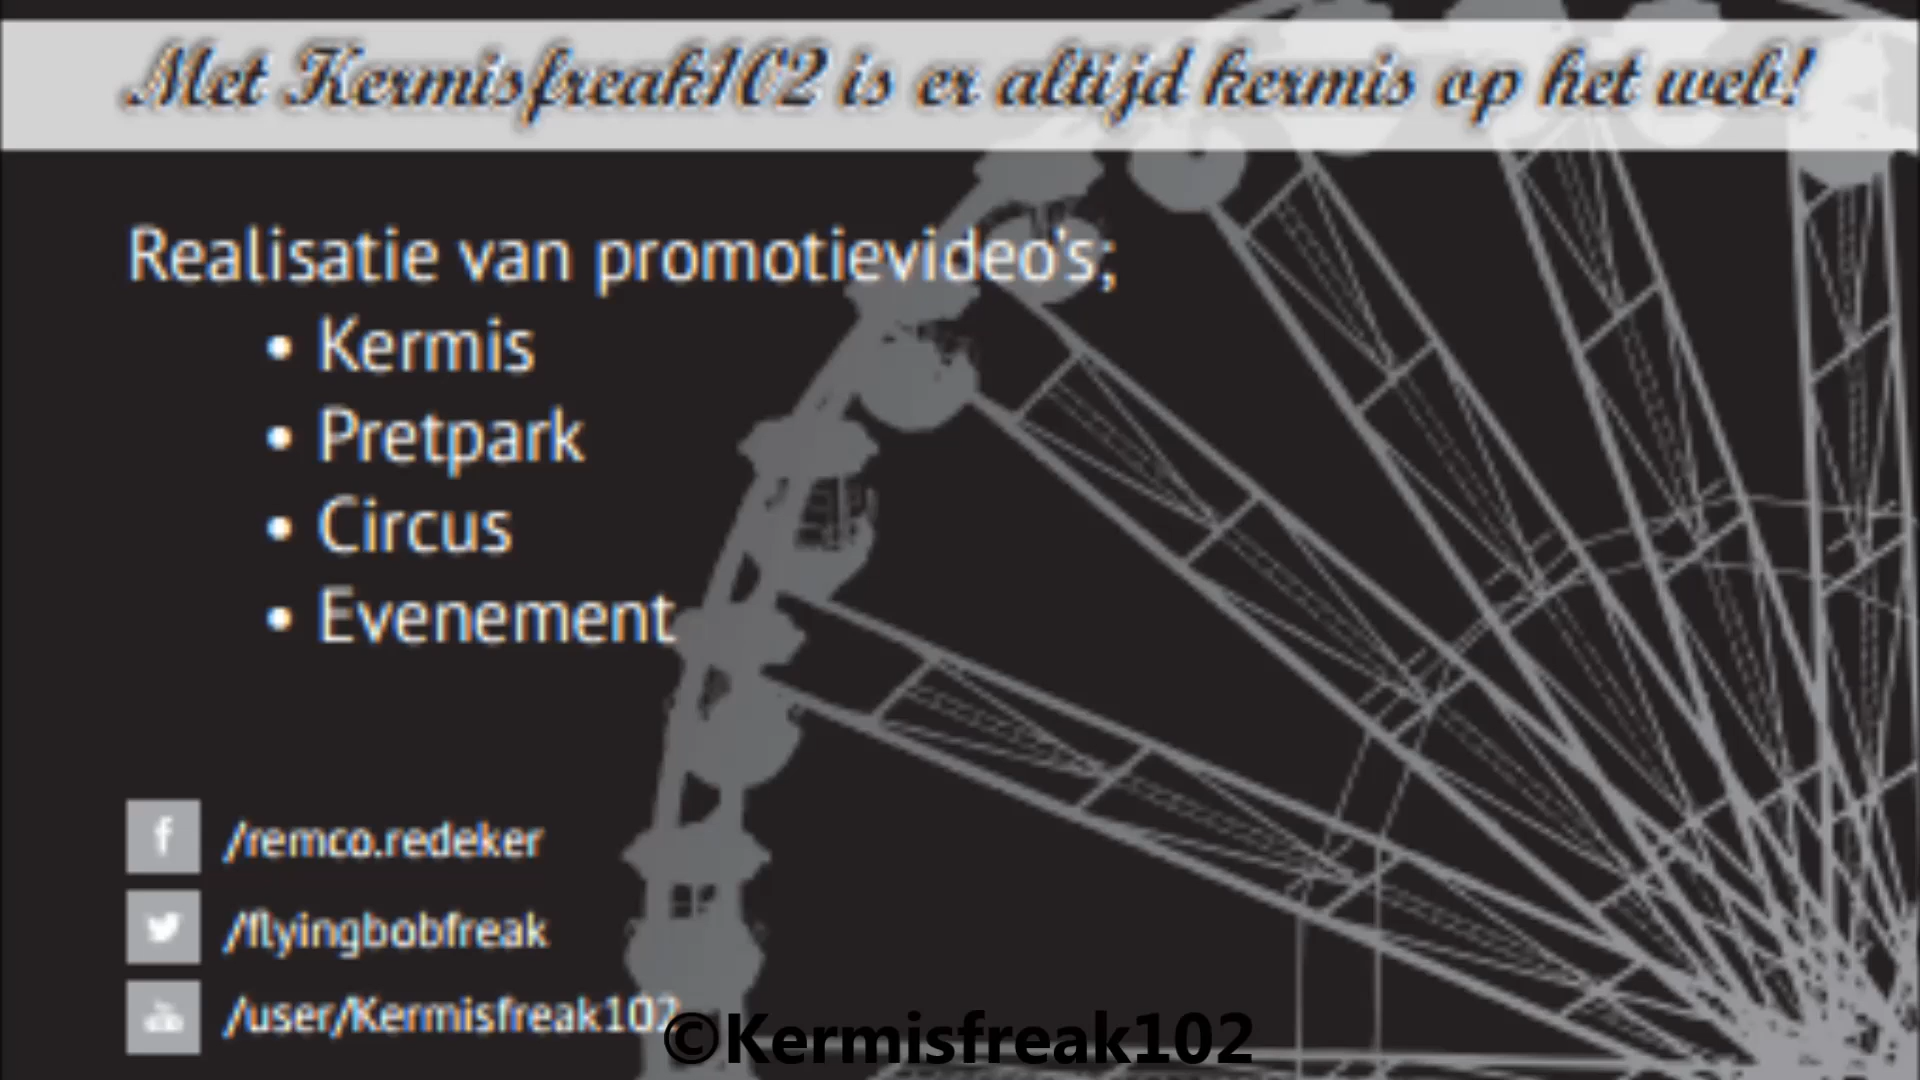 Met Kermisfreak102 is er altijd kermis op het web!
Realisatie van promotievideo's;
• Kermis
• Pretpark
• Circus
• Evenement
f /remco.redeker
/flyingbobfreak
/user/Kermisfreak102
©Kermisfreak102